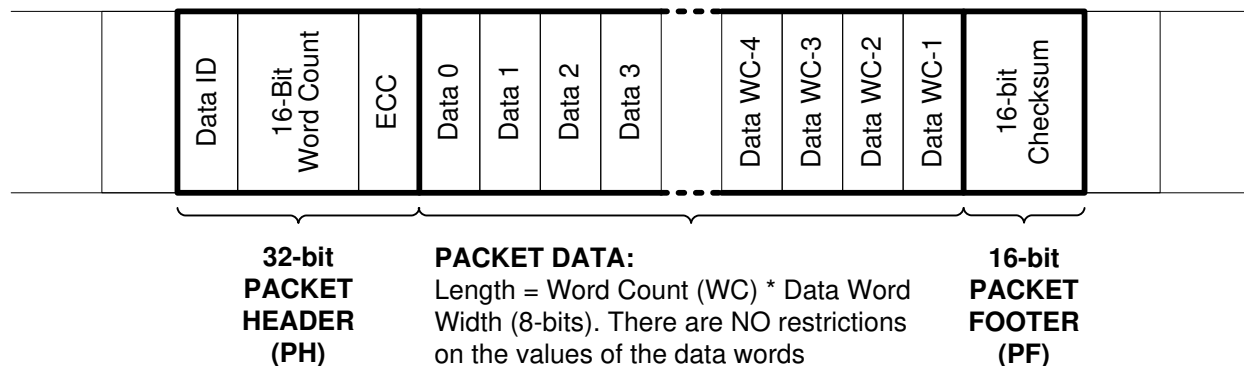 Data ID
16-Bit
Word Count
ECC
Data 0
Data 1
Data 2
Data 3
Data WC-4
Data WC-3
Data WC-2
Data WC-1
16-bit
Checksum
32-bit
PACKET
HEADER
(PH)
PACKET DATA:
Length = Word Count (WC) * Data Word
Width (8-bits). There are NO restrictions
on the values of the data words
16-bit
PACKET
FOOTER
(PF)